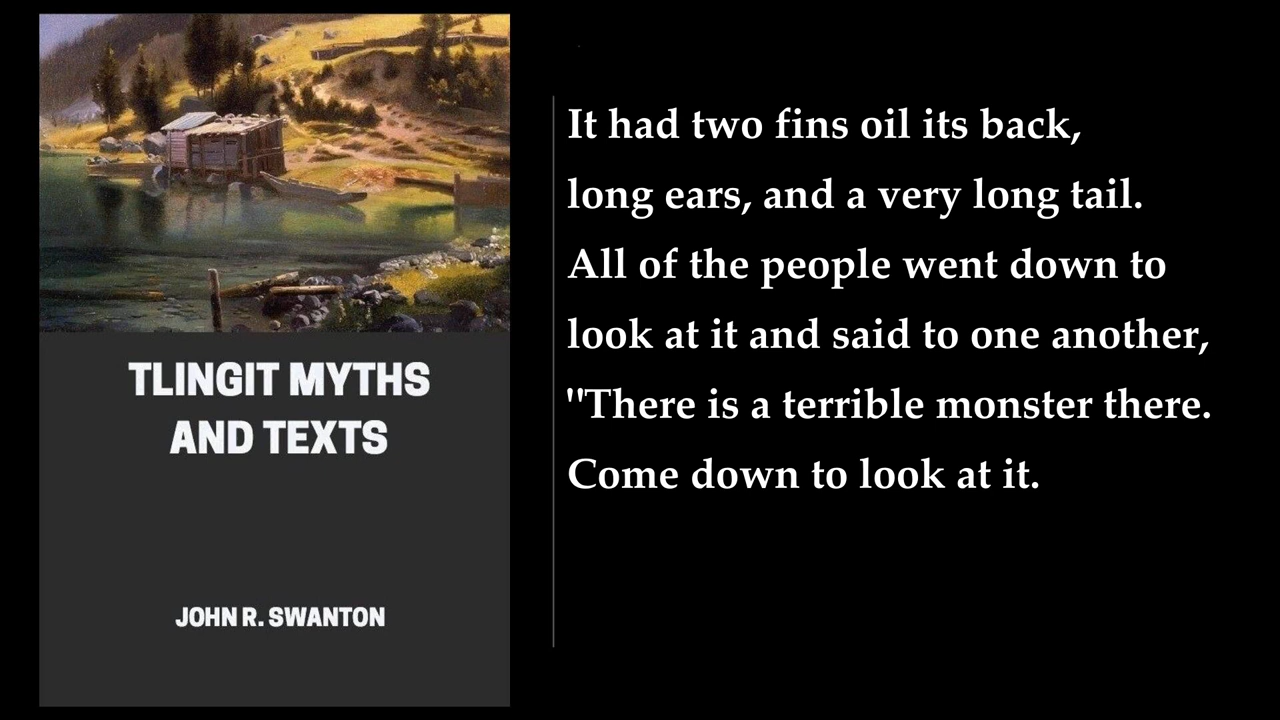 TLINGIT MYTHS
AND TEXTS
JOHN R. SWANTON
It had two fins oil its back,
long ears, and a very long tail.
All of the people went down to
look at it and said to one another,
"There is a terrible monster there.
Come down to look at it.